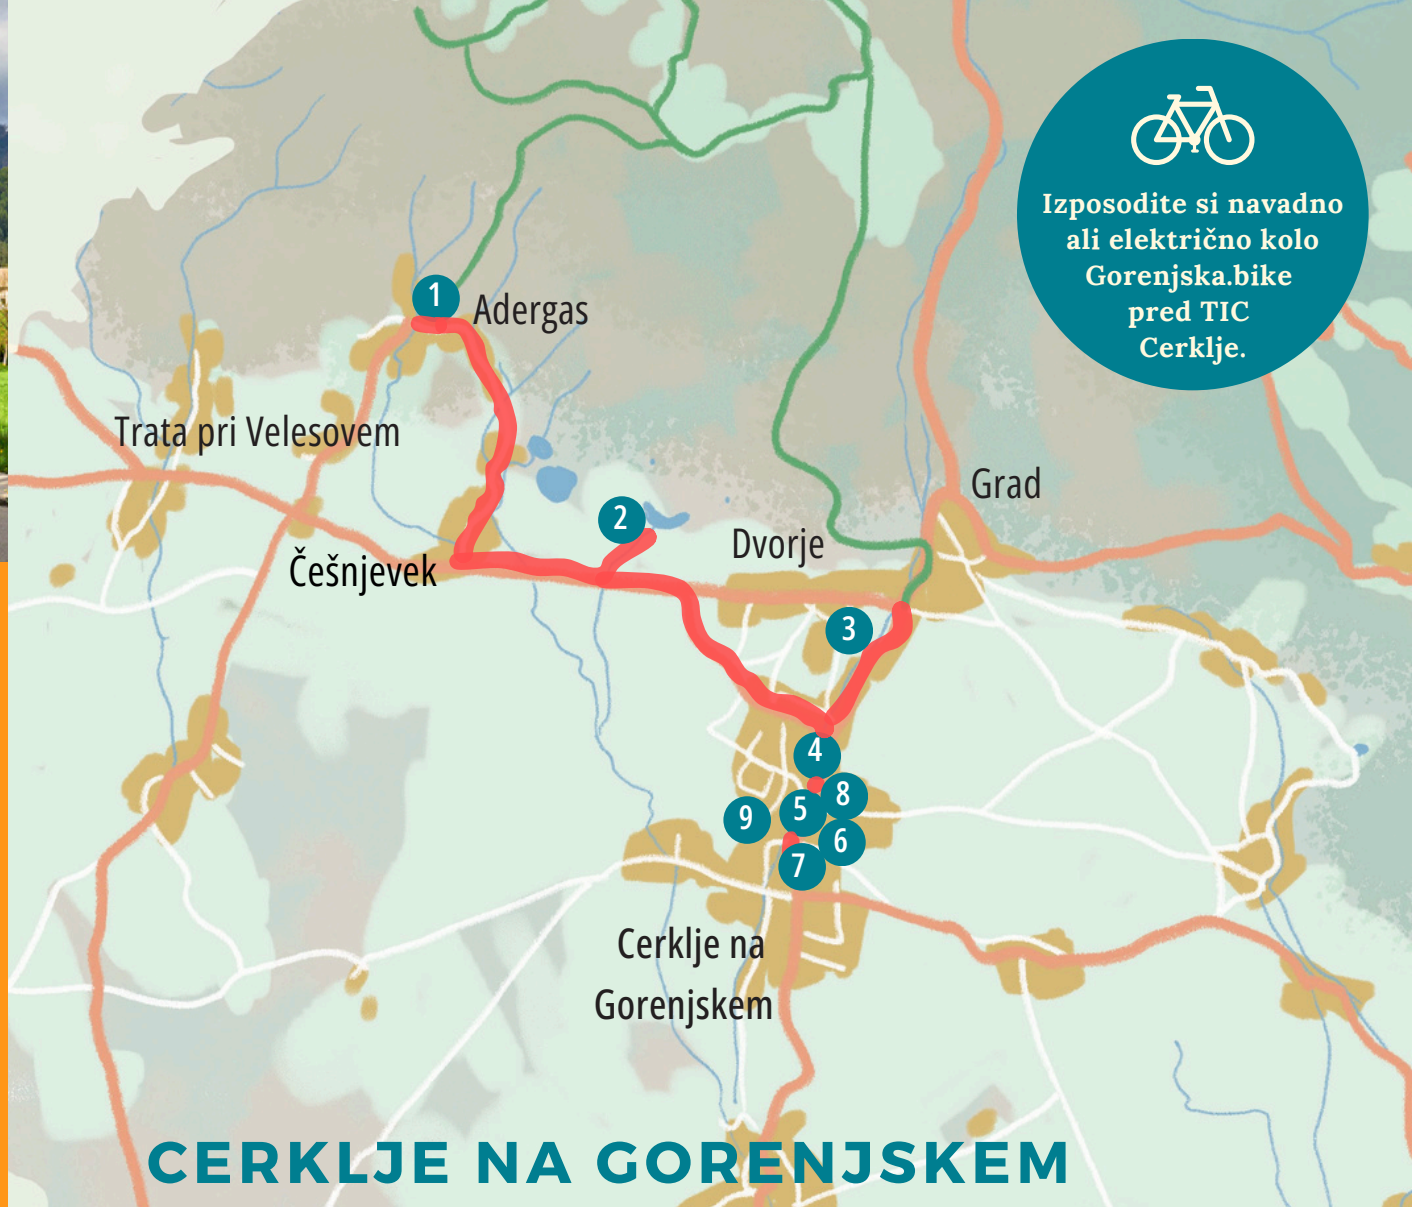 Izposodite si navadno
ali električno kolo
Gorenjska.bike
pred TIC
Cerklje.
1
Adergas
Trata pri Velesovem
Grad
2
Dvorje
Češnjevek
3
4
8
5
9
6
7
Cerklje na
Gorenjskem
CERKLJE NA GORENJSKEM